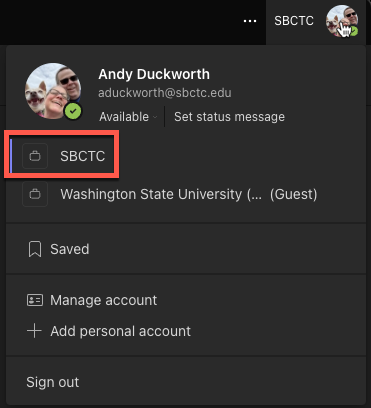 ... SBCTC
Andy Duckworth
aduckworth@sbctc.edu
Available Set status message
SBCTC
Washington State University (... (Guest)
Saved
Manage account
Add personal account
Sign out